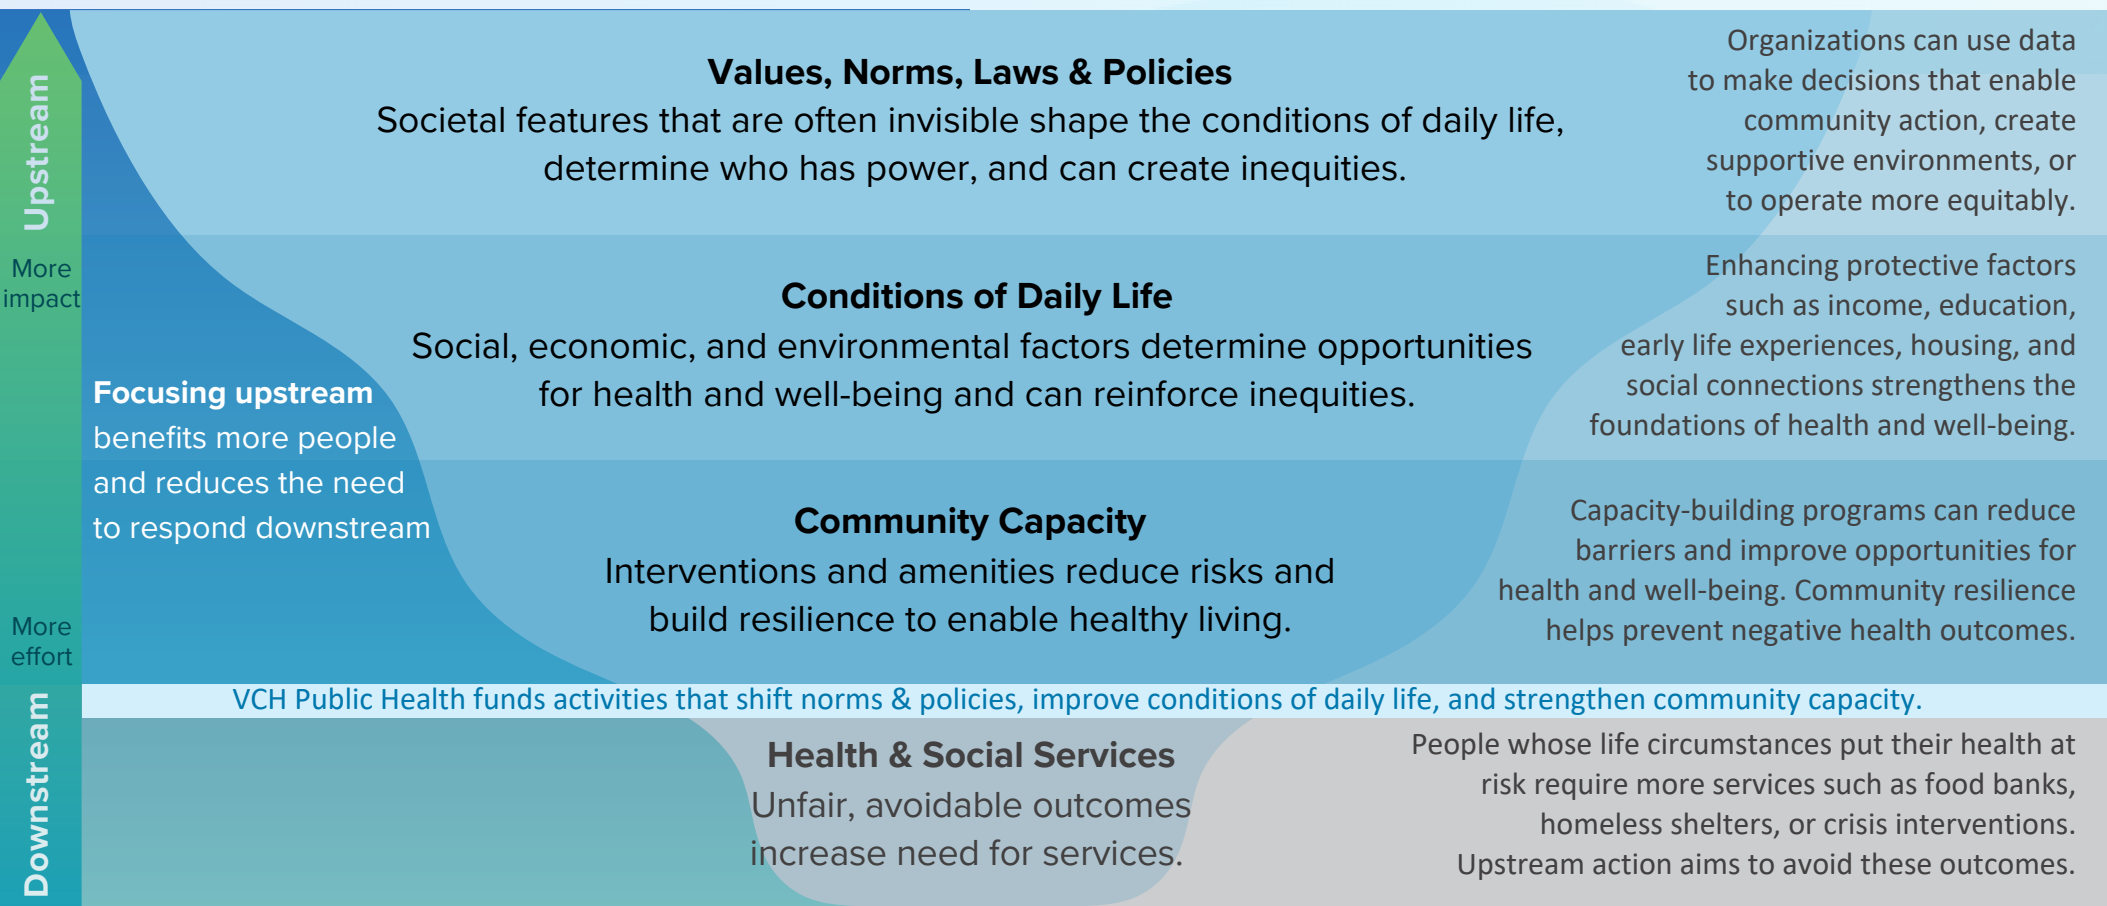 Upstream
More
impact
More
effort
Downstream
Focusing upstream
benefits more people
and reduces the need
to respond downstream
Values, Norms, Laws & Policies
Societal features that are often invisible shape the conditions of daily life,
determine who has power, and can create inequities.
Organizations can use data
to make decisions that enable
community action, create
supportive environments, or
to operate more equitably.
Conditions of Daily Life
Social, economic, and environmental factors determine opportunities
for health and well-being and can reinforce inequities.
Enhancing protective factors
such as income, education,
early life experiences, housing, and
social connections strengthens the
foundations of health and well-being.
Community Capacity
Interventions and amenities reduce risks and
build resilience to enable healthy living.
Capacity-building programs can reduce
barriers and improve opportunities for
health and well-being. Community resilience
helps prevent negative health outcomes.
VCH Public Health funds activities that shift norms & policies, improve conditions of daily life, and strengthen community capacity.
Health & Social Services
Unfair, avoidable outcomes
increase need for services.
People whose life circumstances put their health at
risk require more services such as food banks,
homeless shelters, or crisis interventions.
Upstream action aims to avoid these outcomes.